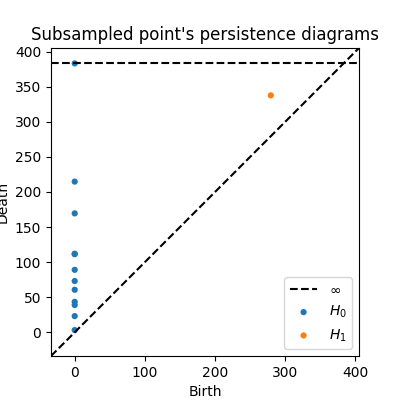 Subsampled point's persistence diagrams
400
350
300
250
200
150
100
50
0
Death
∞
H₀
H₁
0 100 200 300 400
Birth